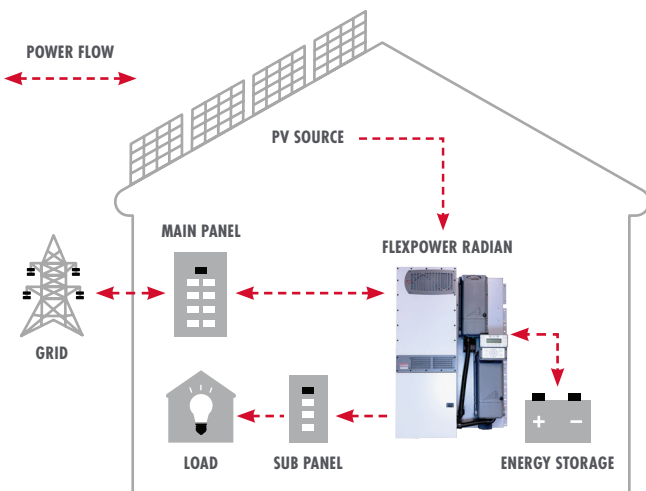 POWER FLOW
PV SOURCE
MAIN PANEL
FLEXPOWER RADIAN
GRID
LOAD
SUB PANEL
ENERGY STORAGE
+ −